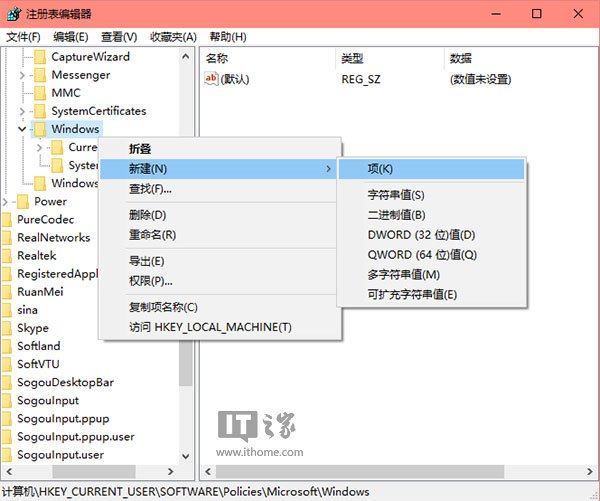 注册表编辑器
文件(F) 编辑(E) 查看(V) 收藏夹(A) 帮助(H)
CaptureWizard
Messenger
MMC
SystemCertificates
Windows
Curre
System
Windows
Power
PureCodec
RealNetworks
Realtek
RegisteredAppl
RuanMei
sina
Skype
Softland
SoftVTU
SogouDesktopBar
SogouInput
SogouInput.ppup
SogouInput.ppup.user
SogouInput.user
名称 类型 数据
ab (默认) REG_SZ (数值未设置)
折叠
新建(N)
查找(F)...
删除(D)
重命名(R)
导出(E)
权限(P)...
复制项名称(C)
访问 HKEY_LOCAL_MACHINE(T)
项(K)
字符串值(S)
二进制值(B)
DWORD (32 位)值(D)
QWORD (64 位)值(Q)
多字符串值(M)
可扩充字符串值(E)
IT之家
www.ithome.com
计算机\HKEY_CURRENT_USER\SOFTWARE\Policies\Microsoft\Windows